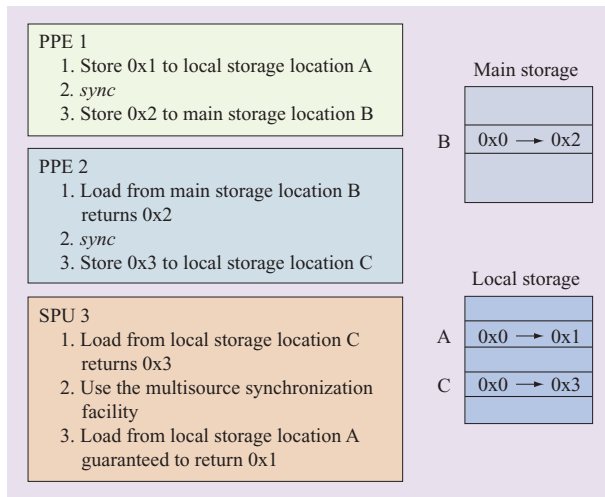 PPE 1
1. Store 0x1 to local storage location A
2. sync
3. Store 0x2 to main storage location B
PPE 2
1. Load from main storage location B
returns 0x2
2. sync
3. Store 0x3 to local storage location C
SPU 3
1. Load from local storage location C
returns 0x3
2. Use the multisource synchronization
facility
3. Load from local storage location A
guaranteed to return 0x1
Main storage
B 0x0 → 0x2
Local storage
A 0x0 → 0x1
C 0x0 → 0x3